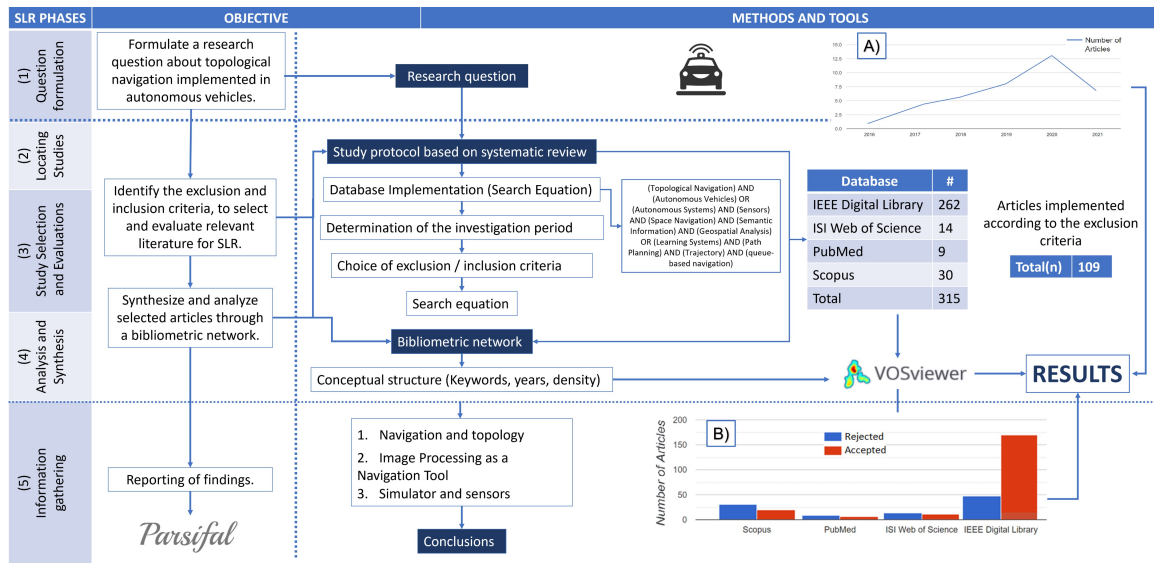 SLR PHASES
OBJECTIVE
METHODS AND TOOLS
(1)
Question
formulation
Formulate a research
question about topological
navigation implemented in
autonomous vehicles.
Research question
A)
Number of
Articles
15.0
12.5
10.0
7.5
5.0
2.5
0.0
2016
2017
2018
2019
2020
2021
(2)
Locating
Studies
Study protocol based on systematic review
(3)
Study Selection
and Evaluations
Identify the exclusion and
inclusion criteria, to select
and evaluate relevant
literature for SLR.
Database Implementation (Search Equation)
Determination of the investigation period
Choice of exclusion / inclusion criteria
Search equation
(Topological Navigation) AND
(Autonomous Vehicles) OR
(Autonomous Systems) AND (Sensors)
AND (Space Navigation) AND (Semantic
Information) AND (Geospatial Analysis)
OR (Learning Systems) AND (Path
Planning) AND (Trajectory) AND (queue-
based navigation)
Database #
IEEE Digital Library 262
ISI Web of Science 14
PubMed 9
Scopus 30
Total 315
Articles implemented
according to the exclusion
criteria
Total(n) 109
Synthesize and analyze
selected articles through
a bibliometric network.
(4)
Analysis and
Synthesis
Bibliometric network
Conceptual structure (Keywords, years, density)
VOSviewer
RESULTS
(5)
Information
gathering
Reporting of findings.
Parsifal
1. Navigation and topology
2. Image Processing as a
Navigation Tool
3. Simulator and sensors
Conclusions
B)
Number of Articles
200
150
100
50
0
Rejected
Accepted
Scopus
PubMed
ISI Web of Science
IEEE Digital Library